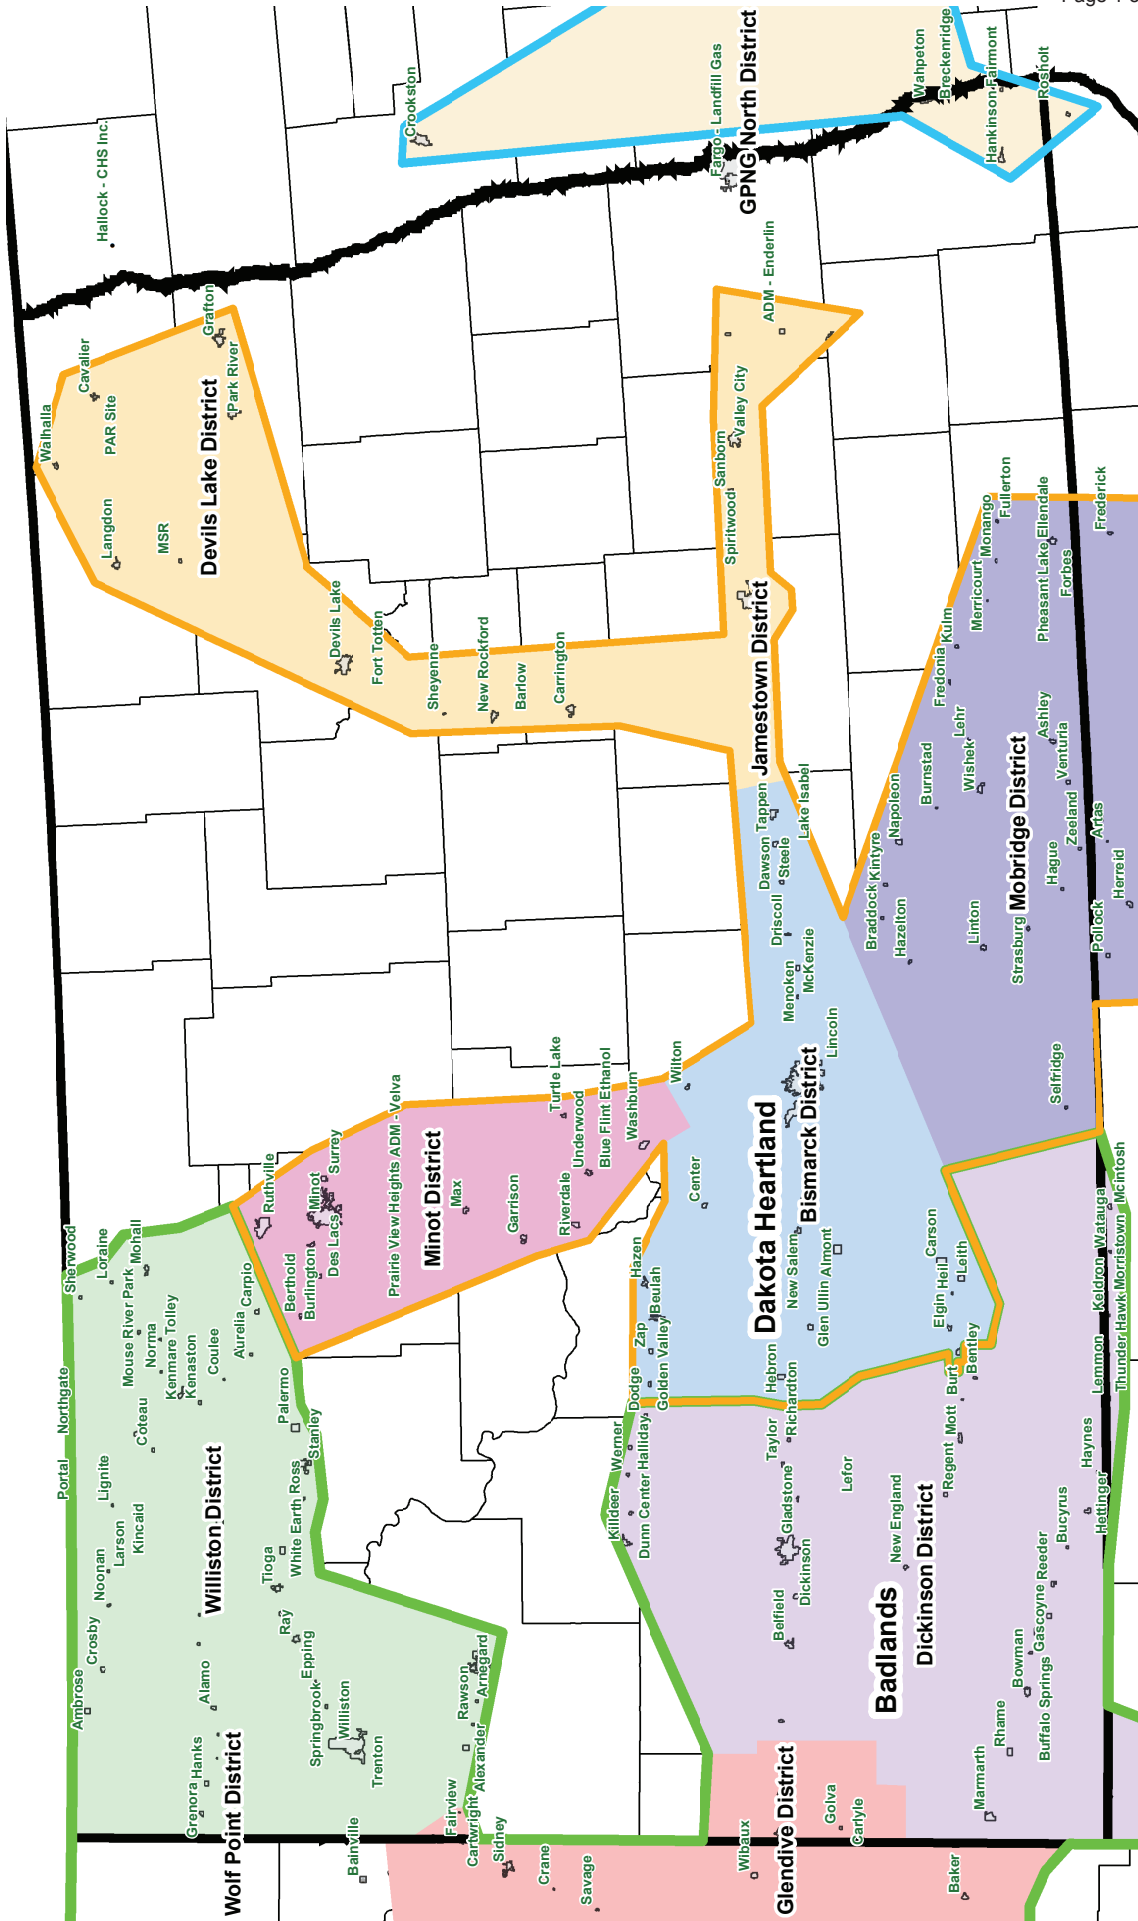 Page 1 o
Hallock - CHS Inc.
Crookston
Fargo - Landfill Gas
GPNG North District
Wahpeton
Breckenridge
Fairmont
Hankinson
Rosholt
Walhalla
Cavalier
PAR Site
Langdon
MSR
Grafton
Park River
Devils Lake District
Devils Lake
Fort Totten
Sheyenne
New Rockford
Barlow
Carrington
ADM - Enderlin
Valley City
Sanborn
Spiritwood
Jamestown District
Tappen
Dawson
Lake Isabel
Steele
Driscoll
McKenzie
Menoken
Lincoln
Wilton
Dakota Heartland
Bismarck District
Center
New Salem
Almont
Glen Ullin
Hebron
Hazen
Beulah
Zap
Golden Valley
Dodge
Carson
Leith
Heil
Elgin
Bentley
Burt
Fullerton
Monango
Merricourt
Ellendale
Pheasant Lake
Forbes
Frederick
Kulm
Fredonia
Lehr
Wishek
Burnstad
Napoleon
Kintyre
Braddock
Hazelton
Linton
Strasburg
Hague
Zeeland
Venturia
Ashley
Artas
Herreid
Pollock
Mobridge District
Selfridge
Ruthville
Surrey
Minot
Des Lacs
Burlington
Berthold
Prairie View Heights
ADM - Velva
Minot District
Max
Garrison
Turtle Lake
Underwood
Blue Flint Ethanol
Riverdale
Washburn
Sherwood
Loraine
Mohall
Mouse River Park
Norma
Tolley
Kenmare
Kenaston
Coulee
Carpio
Aurelia
Northgate
Portal
Coteau
Lignite
Larson
Kincaid
Noonan
Crosby
Ambrose
Palermo
Stanley
Ross
White Earth
Tioga
Ray
Epping
Springbrook
Williston
Trenton
Alamo
Hanks
Grenora
Williston District
Wolf Point District
Arnegard
Rawson
Alexander
Cartwright
Fairview
Bainville
Sidney
Crane
Savage
Wibaux
Glendive District
Golva
Carlyle
Baker
Werner
Halliday
Killdeer
Dunn Center
Taylor
Richardton
Gladstone
Dickinson
Belfield
Lefor
New England
Dickinson District
Badlands
Mott
Regent
Haynes
Hettinger
Bucyrus
Reeder
Gascoyne
Buffalo Springs
Bowman
Rhame
Marmarth
Lemmon
Thunder Hawk
Keldron
Morristown
Watauga
McIntosh